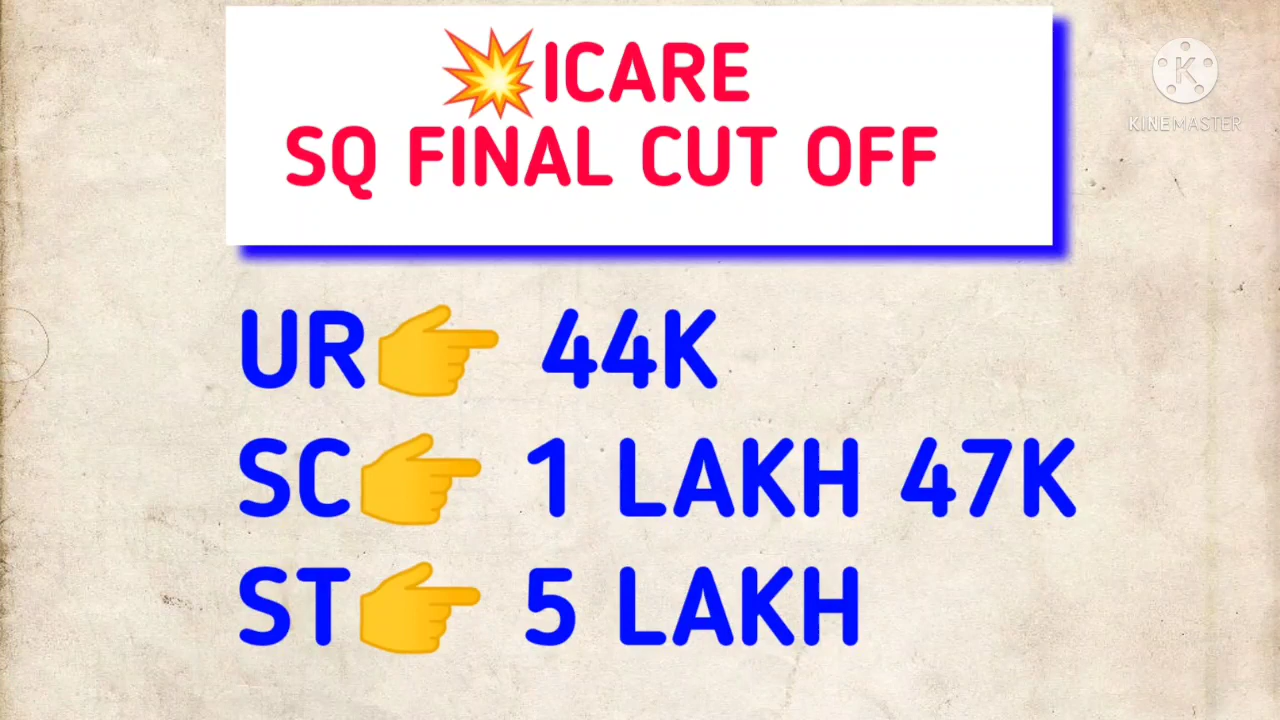 💥ICARE
SQ FINAL CUT OFF
KINEMASTER
UR👉 44K
SC👉 1 LAKH 47K
ST👉 5 LAKH